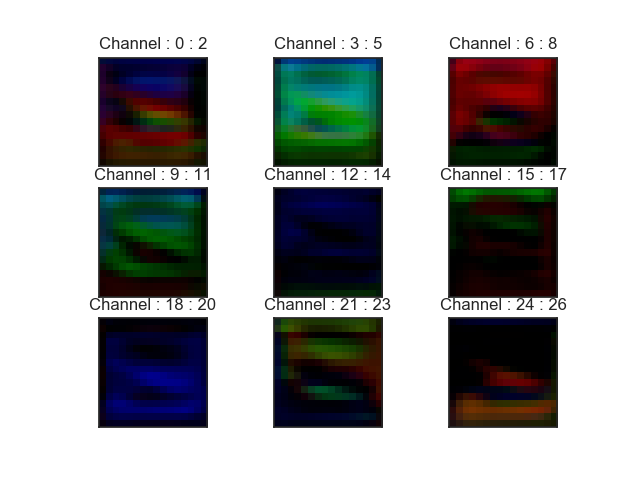 Channel : 0 : 2
Channel : 3 : 5
Channel : 6 : 8
Channel : 9 : 11
Channel : 12 : 14
Channel : 15 : 17
Channel : 18 : 20
Channel : 21 : 23
Channel : 24 : 26